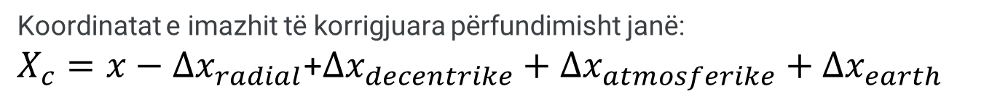 Koordinatat e imazhit të korrigjuara përfundimisht janë:
X_c = x − Δx_radial+Δx_decentrike + Δx_atmosferike + Δx_earth